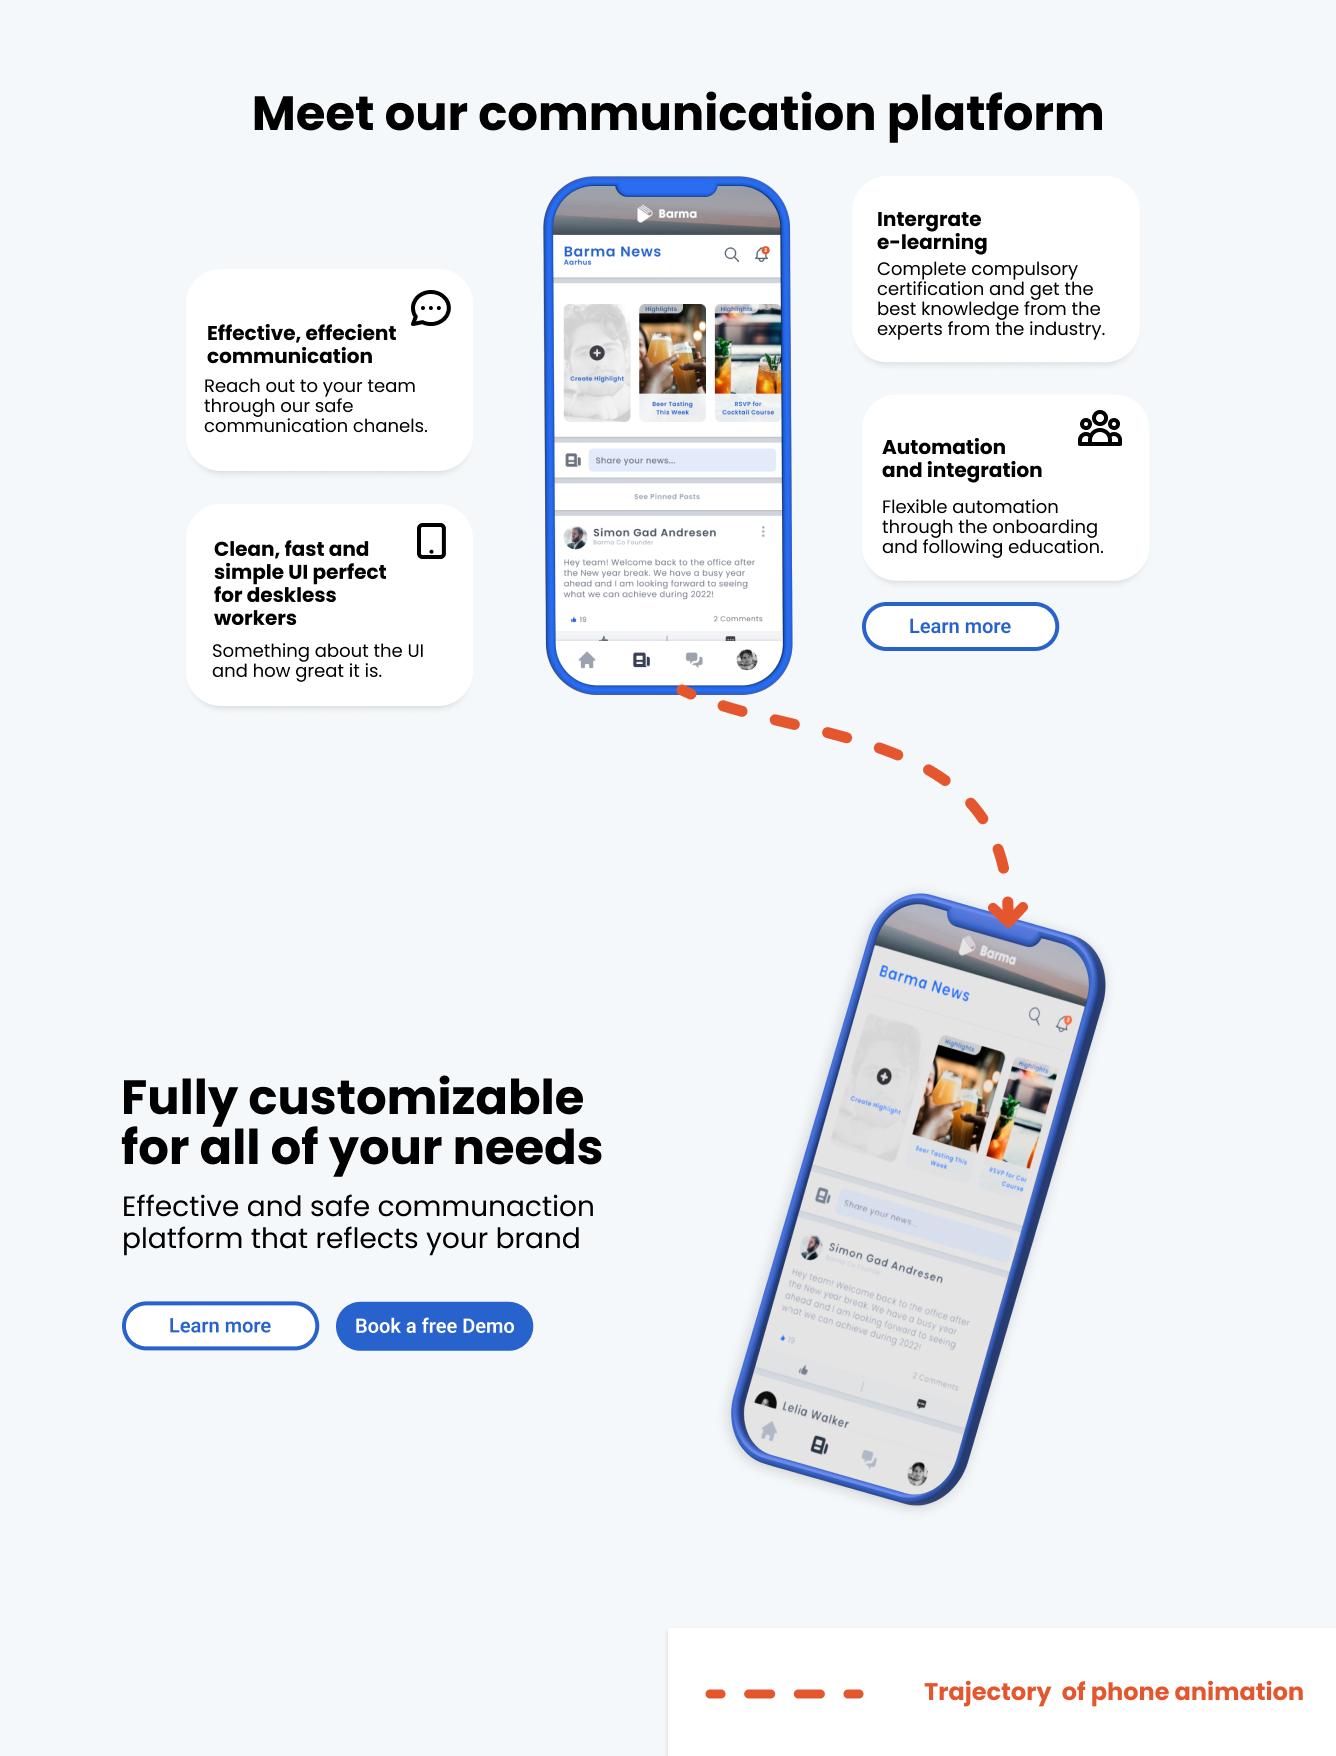 Meet our communication platform
Effective, effecient
communication
Reach out to your team
through our safe
communication chanels.
Clean, fast and
simple UI perfect
for deskless
workers
Something about the UI
and how great it is.
Barma
Barma News
Aarhus
Highlights
Highlights
Create Highlight
Beer Tasting
This Week
RSVP for
Cocktail Course
Share your news...
See Pinned Posts
Simon Gad Andresen
Barma Co Founder
Hey team! Welcome back to the office after
the New year break. We have a busy year
ahead and I am looking forward to seeing
what we can achieve during 2022!
19
2 Comments
Intergrate
e-learning
Complete compulsory
certification and get the
best knowledge from the
experts from the industry.
Automation
and integration
Flexible automation
through the onboarding
and following education.
Learn more
Fully customizable
for all of your needs
Effective and safe communaction
platform that reflects your brand
Learn more
Book a free Demo
Barma
Barma News
Highlights
Highlights
Create Highlight
Beer Tasting This
Week
RSVP for Coc
Course
Share your news...
Simon Gad Andresen
Barma Co Founder
Hey team! Welcome back to the office after
the New year break. We have a busy year
ahead and I am looking forward to seeing
what we can achieve during 2022!
19
2 Comments
Lelia Walker
Trajectory of phone animation